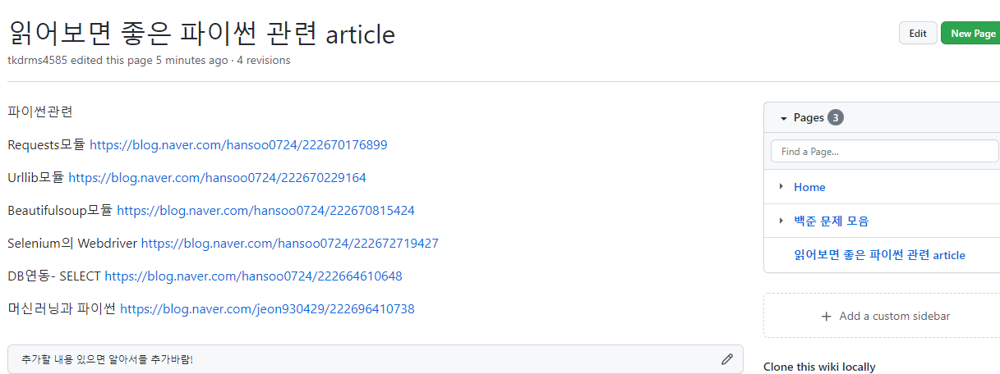 읽어보면 좋은 파이썬 관련 article
Edit
New Page
tkdrms4585 edited this page 5 minutes ago · 4 revisions
파이썬관련
Requests모듈 https://blog.naver.com/hansoo0724/222670176899
Urllib모듈 https://blog.naver.com/hansoo0724/222670229164
Beautifulsoup모듈 https://blog.naver.com/hansoo0724/222670815424
Selenium의 Webdriver https://blog.naver.com/hansoo0724/222672719427
DB연동- SELECT https://blog.naver.com/hansoo0724/222664610648
머신러닝과 파이썬 https://blog.naver.com/jeon930429/222696410738
추가할 내용 있으면 알아서들 추가바람!
Pages 3
Find a Page...
Home
백준 문제 모음
읽어보면 좋은 파이썬 관련 article
+ Add a custom sidebar
Clone this wiki locally